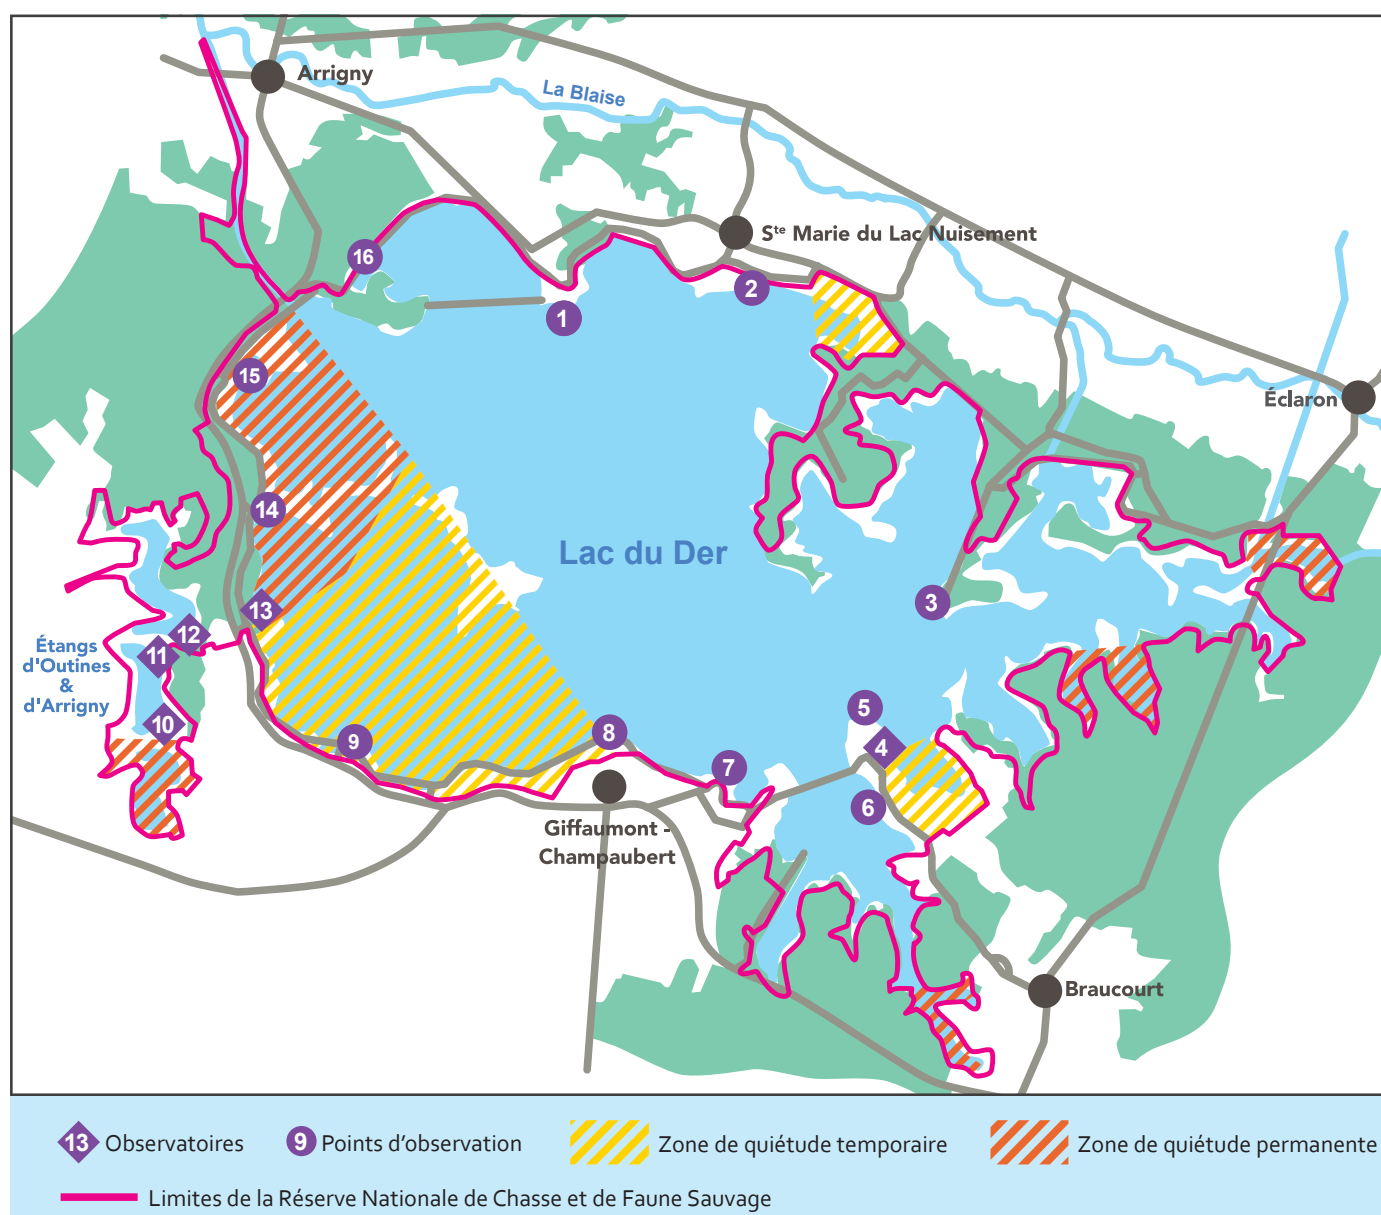 Arrigny
La Blaise
Ste Marie du Lac Nuisement
16
1
2
15
Éclaron
14
Lac du Der
3
13
12
11
Étangs
d'Outines
&
d'Arrigny
10
9
8
5
4
7
6
Giffaumont -
Champaubert
Braucourt
13 Observatoires
9 Points d'observation
Zone de quiétude temporaire
Zone de quiétude permanente
Limites de la Réserve Nationale de Chasse et de Faune Sauvage